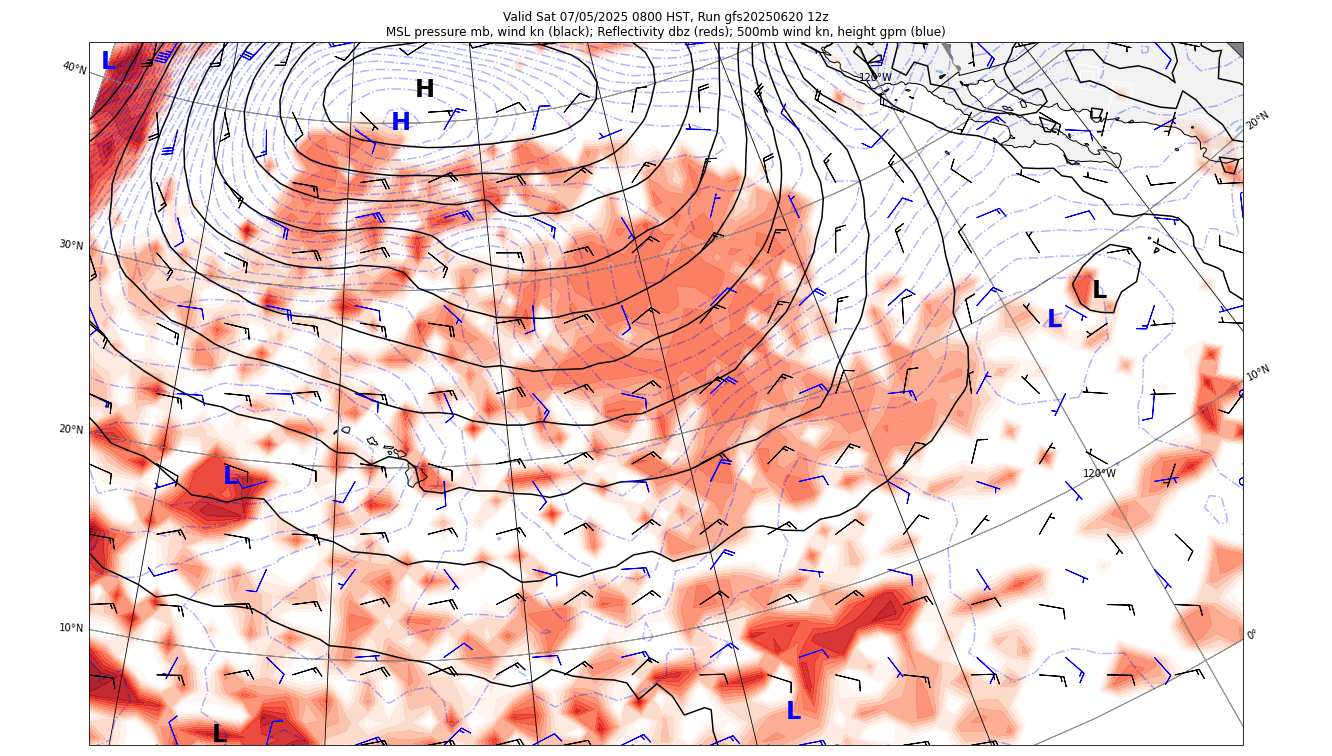 Valid Sat 07/05/2025 0800 HST, Run gfs20250620 12z
MSL pressure mb, wind kn (black); Reflectivity dbz (reds); 500mb wind kn, height gpm (blue)
L
40°N
120°W
H
H
20°N
30°N
L
L
10°N
20°N
L
120°W
10°N
0°
L
L